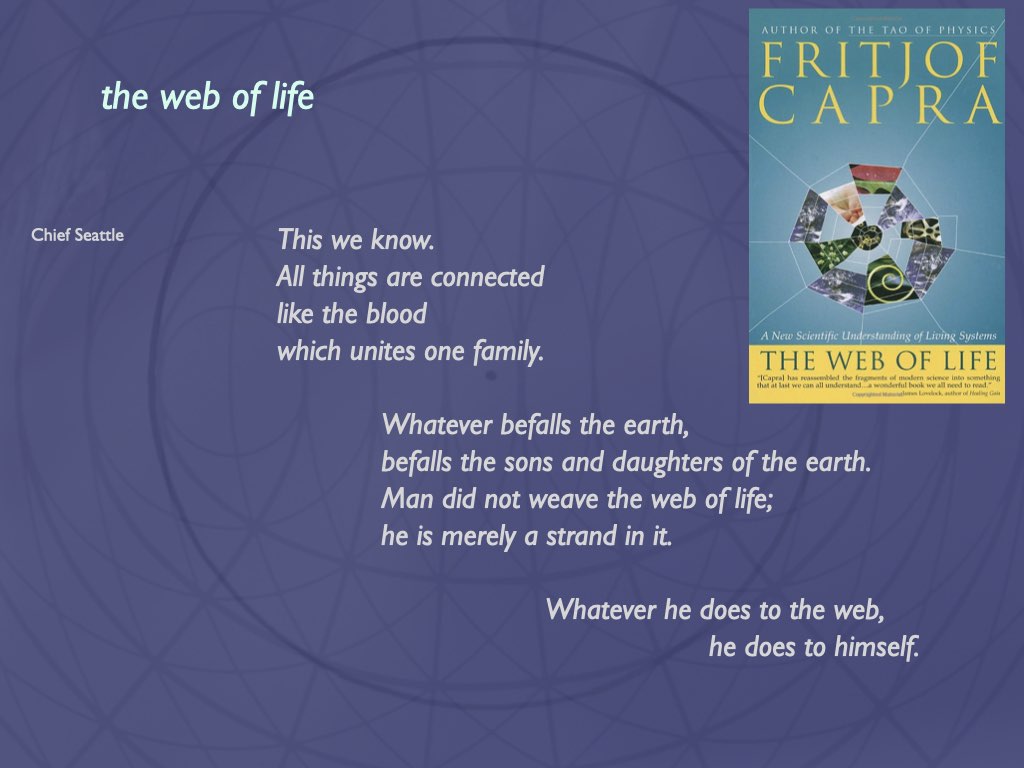 the web of life
Chief Seattle
This we know.
All things are connected
like the blood
which unites one family.
Whatever befalls the earth,
befalls the sons and daughters of the earth.
Man did not weave the web of life;
he is merely a strand in it.
Whatever he does to the web,
he does to himself.
AUTHOR OF THE TAO OF PHYSICS
FRITJOF
CAPRA
A New Scientific Understanding of Living Systems
THE WEB OF LIFE
"[Capra] has reassembled the fragments of modern science into something
that at last we can all understand...a wonderful book we all need to read."
Copyrighted Material
James Lovelock, author of Healing Gaia